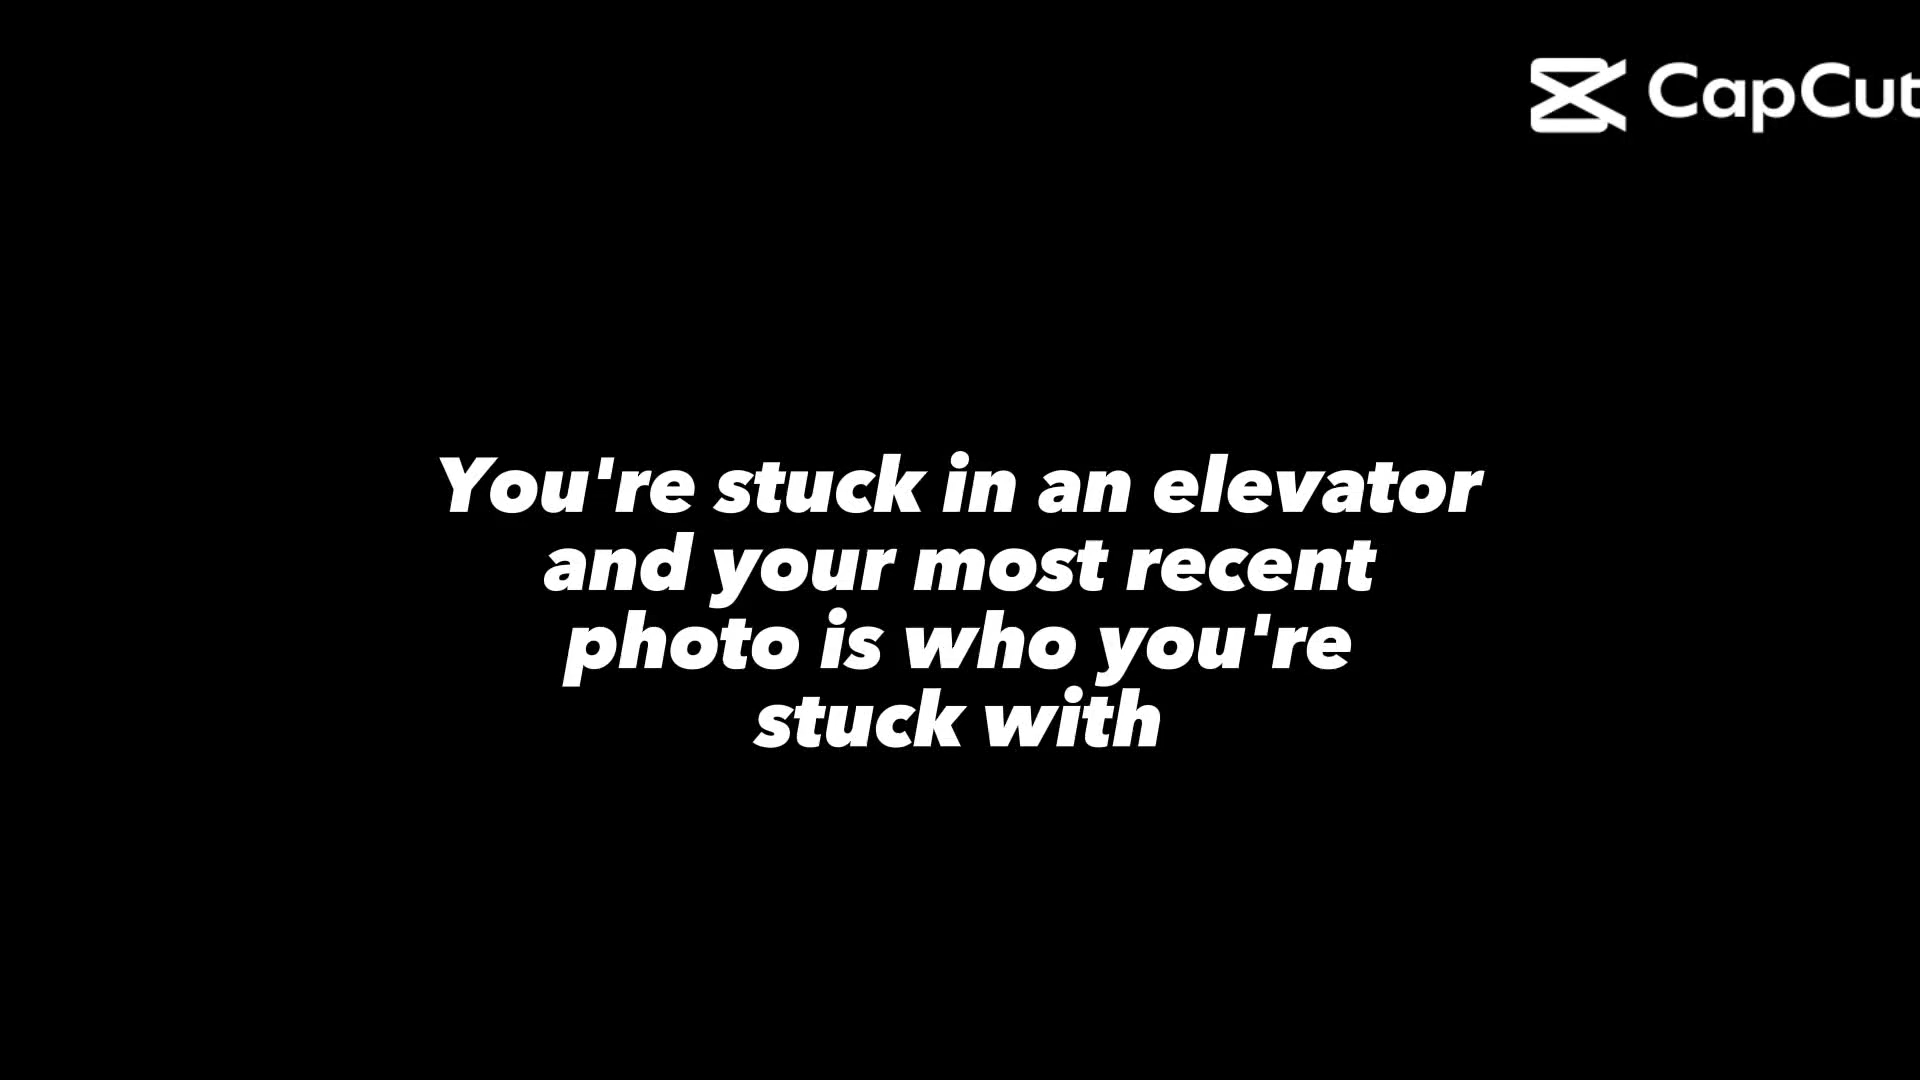 CapCut
You're stuck in an elevator
and your most recent
photo is who you're
stuck with